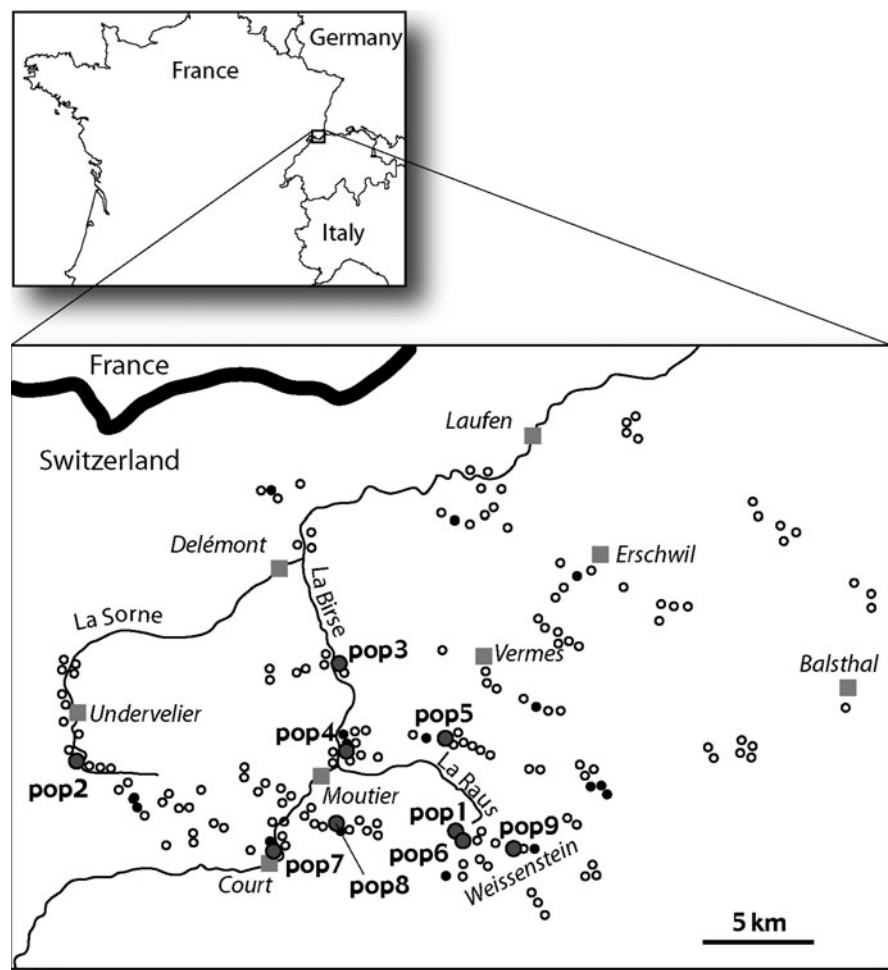 Germany
France
Italy
France
Switzerland
Laufen
Delémont
Erschwil
La Birse
La Sorne
pop3
Vermes
Balsthal
Undervelier
pop4
pop5
pop2
La Raus
Moutier
pop1
pop6
pop9
pop7
Weissenstein
Court
pop8
5 km